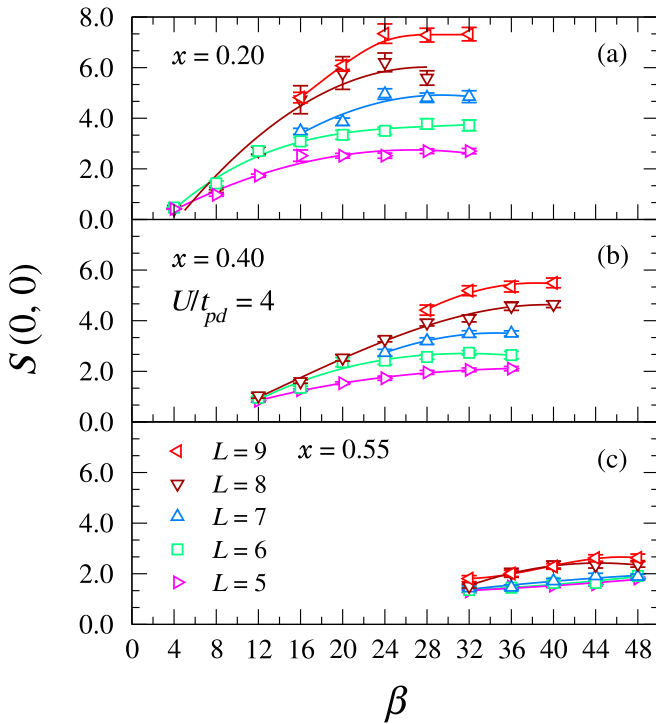 8.0
6.0
4.0
2.0
0.0
x = 0.20
(a)
6.0
4.0
2.0
0.0
x = 0.40
U/t_pd = 4
(b)
6.0
4.0
2.0
0.0
L = 9
L = 8
L = 7
L = 6
L = 5
x = 0.55
(c)
0 4 8 12 16 20 24 28 32 36 40 44 48
S (0, 0)
β